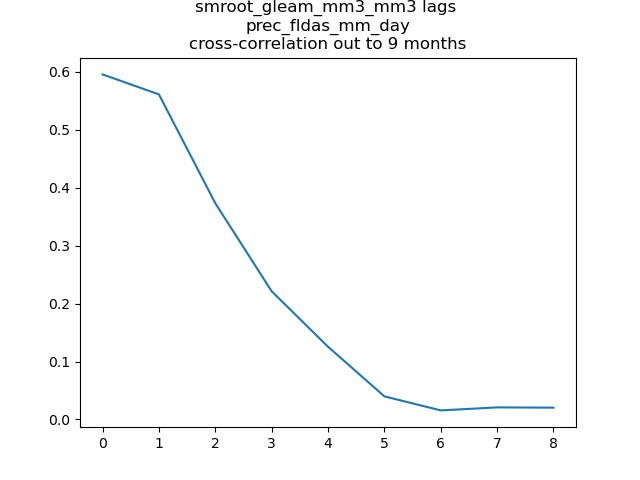 smroot_gleam_mm3_mm3 lags
prec_fldas_mm_day
cross-correlation out to 9 months
0.6
0.5
0.4
0.3
0.2
0.1
0.0
0 1 2 3 4 5 6 7 8